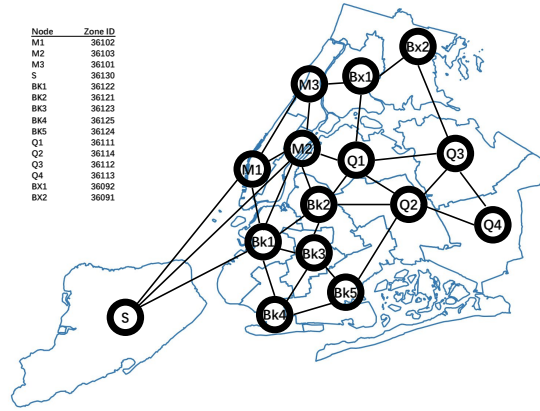 Node Zone ID
M1 36102
M2 36103
M3 36101
S 36130
BK1 36122
BK2 36121
BK3 36123
BK4 36125
BK5 36124
Q1 36111
Q2 36114
Q3 36112
Q4 36113
BX1 36092
BX2 36091
Bx2
M3 Bx1
M2 Q1 Q3
M1
Bk2 Q2
Q4
Bk1 Bk3
Bk5
S Bk4